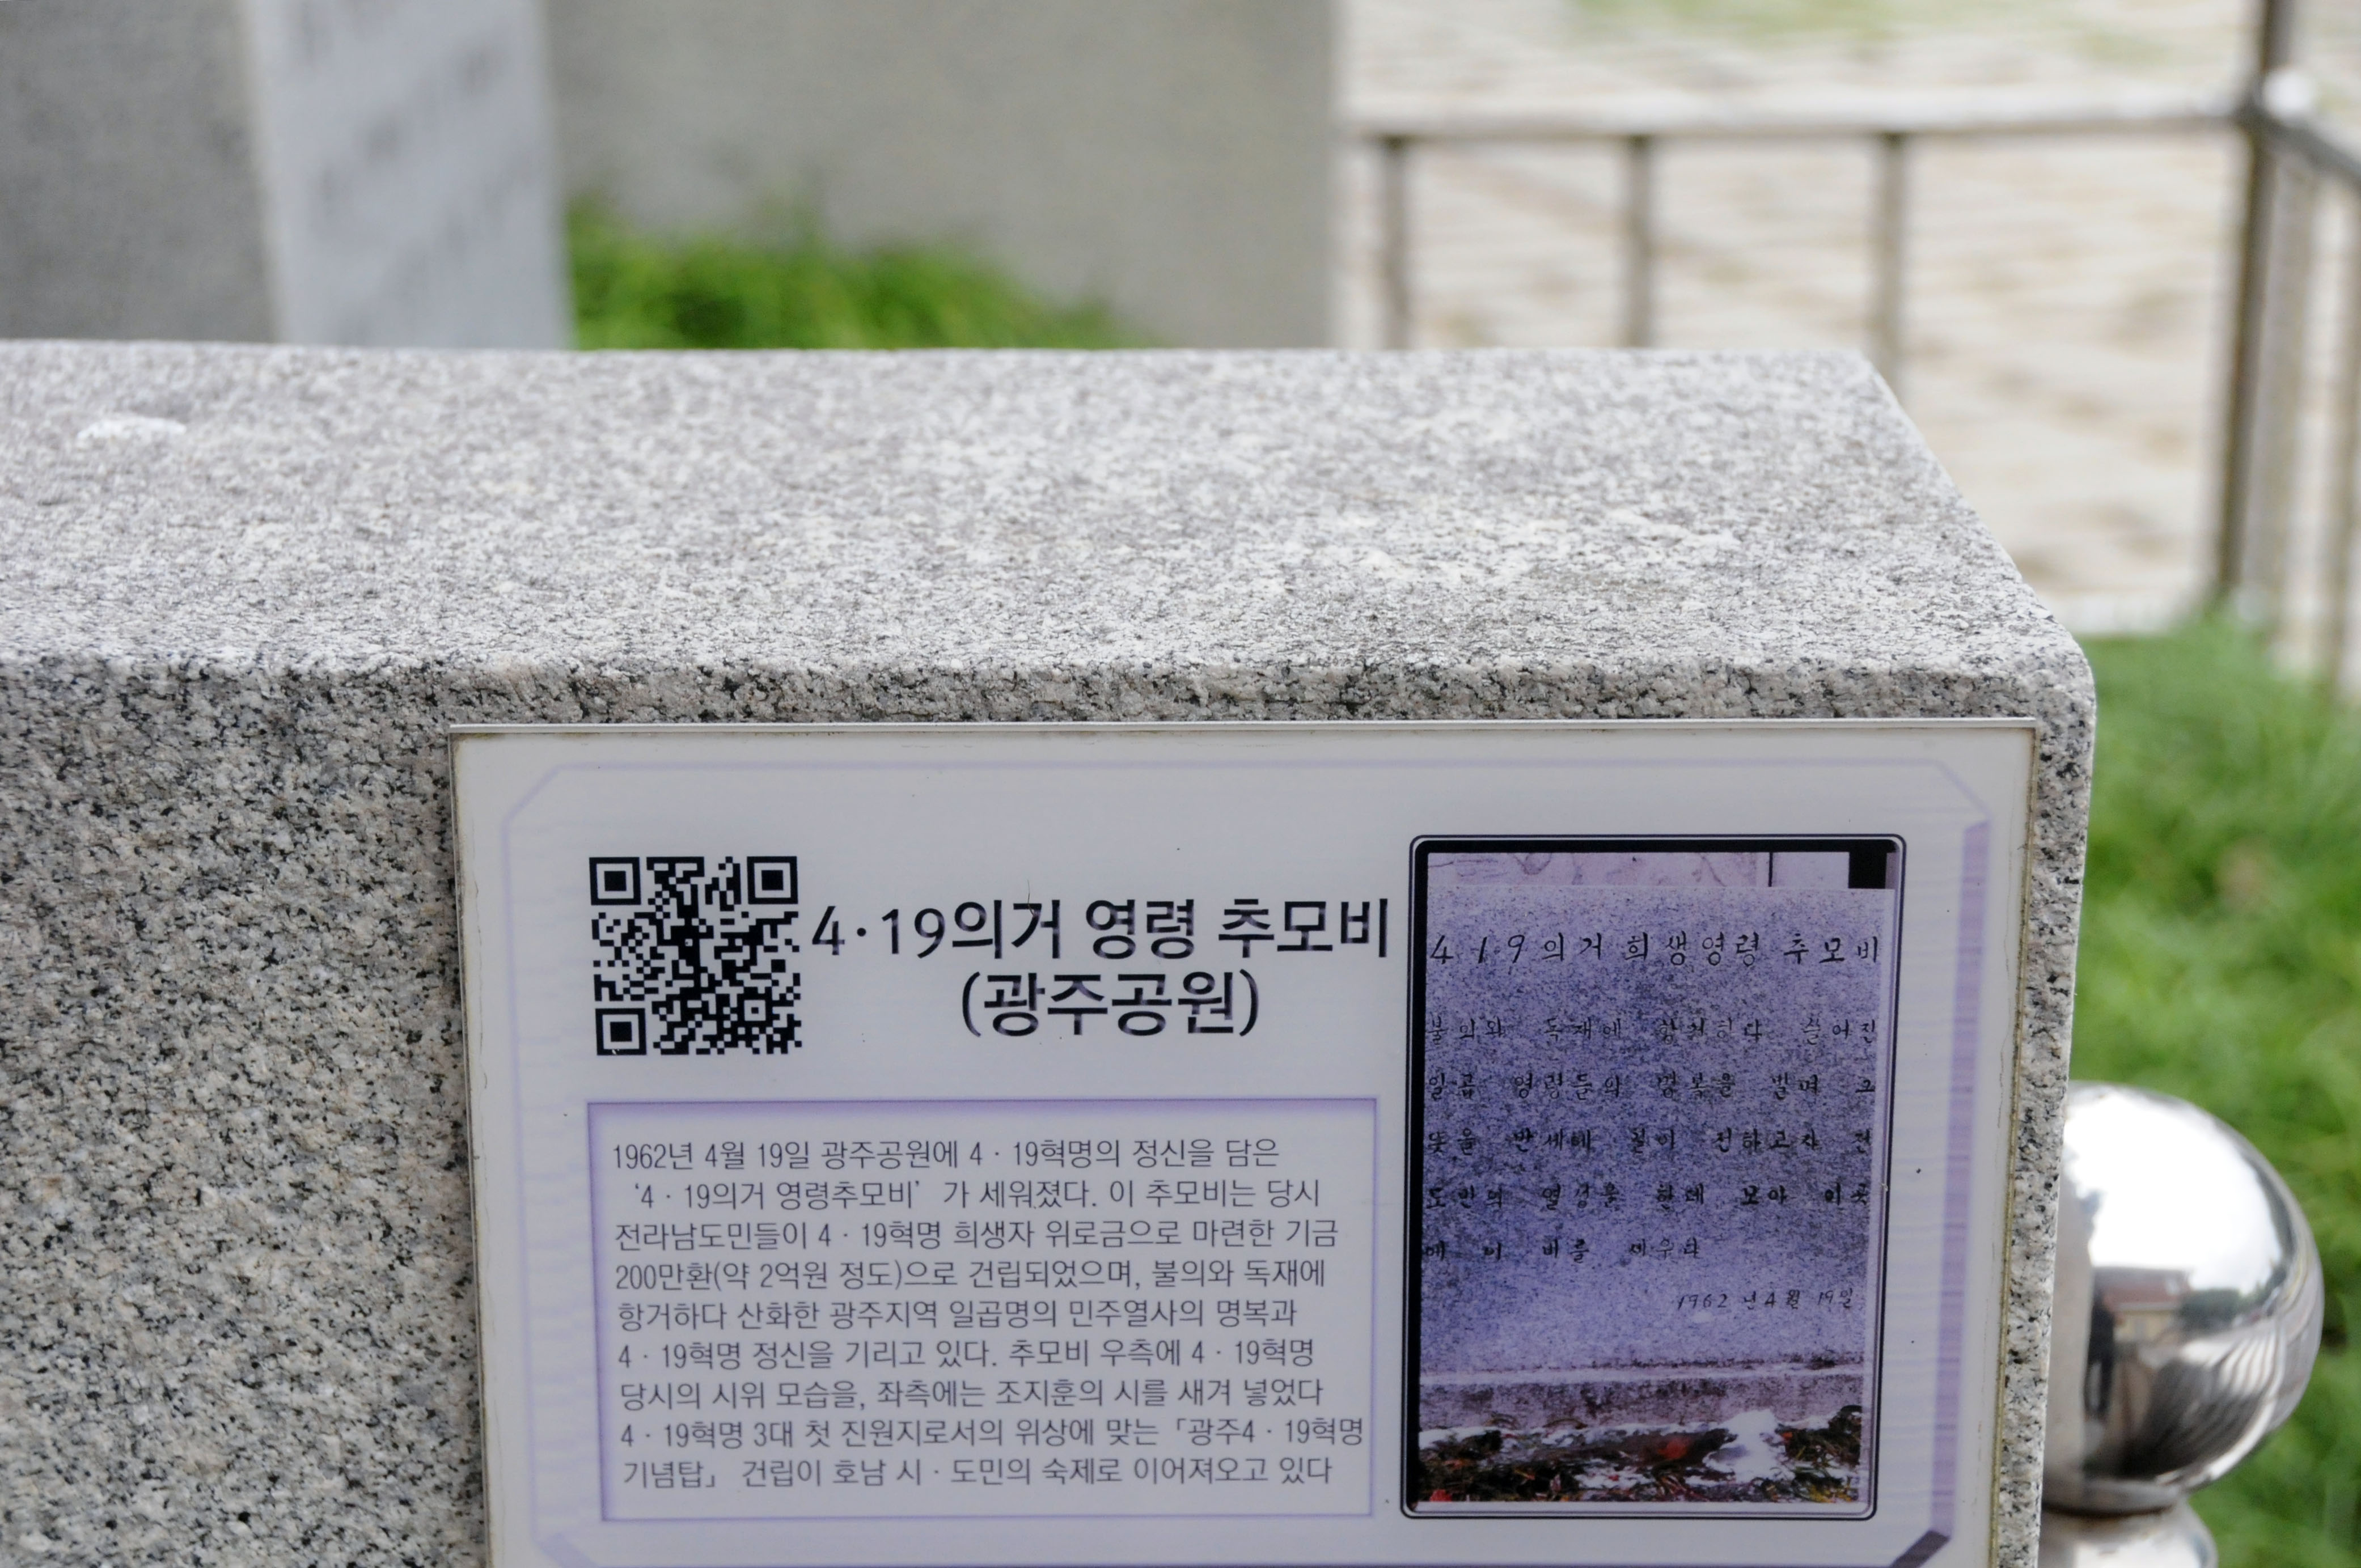 4·19의거 영령 추모비
(광주공원)
1962년 4월 19일 광주공원에 4·19혁명의 정신을 담은
‘4·19의거 영령추모비’가 세워졌다. 이 추모비는 당시
전라남도민들이 4·19혁명 희생자 위로금으로 마련한 기금
200만환(약 2억원 정도)으로 건립되었으며, 불의와 독재에
항거하다 산화한 광주지역 일곱명의 민주열사의 명복과
4·19혁명 정신을 기리고 있다. 추모비 우측에 4·19혁명
당시의 시위 모습을, 좌측에는 조지훈의 시를 새겨 넣었다
4·19혁명 3대 첫 진원지로서의 위상에 맞는「광주4·19혁명
기념탑」 건립이 호남 시·도민의 숙제로 이어져오고 있다
4 1 9 의거 희생영령 추모비
불의와 독재에 항거하다 쓸어진
일곱 영령들의 명복을 빌며 그
뜻을 만세에 길이 전하고자 전
도민의 열성을 한데 모아 이곳
에 이 비를 세우다
1962년 4월 19일